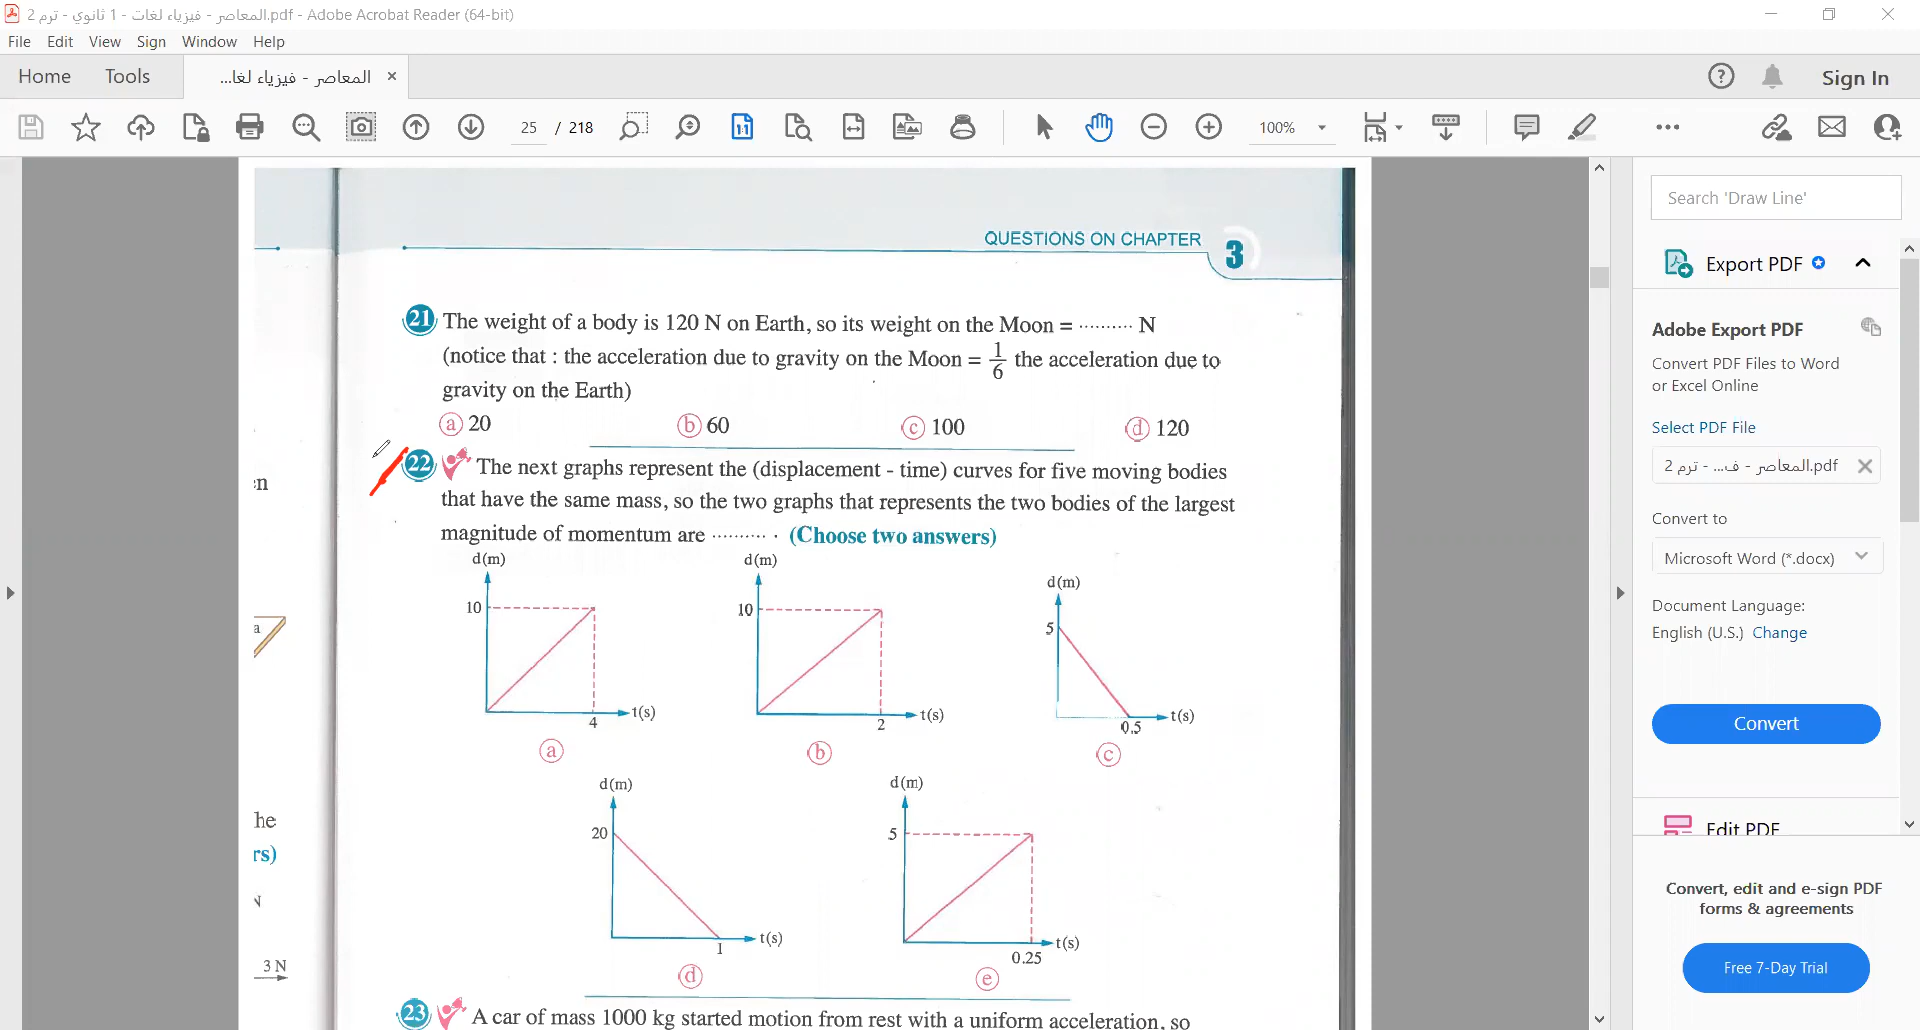 المعاصر - فيزياء لغات - 1 ثانوي - ترم 2.pdf - Adobe Acrobat Reader (64-bit)
File Edit View Sign Window Help
Home Tools المعاصر - فيزياء لغا... × Sign In
25 / 218 100%
QUESTIONS ON CHAPTER 3
21 The weight of a body is 120 N on Earth, so its weight on the Moon = .......... N
(notice that : the acceleration due to gravity on the Moon = 1/6 the acceleration due to
gravity on the Earth)
a 20 b 60 c 100 d 120
22 The next graphs represent the (displacement - time) curves for five moving bodies
that have the same mass, so the two graphs that represents the two bodies of the largest
magnitude of momentum are .......... . (Choose two answers)
d(m) 10 4 t(s) a
d(m) 10 2 t(s) b
d(m) 5 0.5 t(s) c
d(m) 20 1 t(s) d
d(m) 5 0.25 t(s) e
23 A car of mass 1000 kg started motion from rest with a uniform acceleration, so
en
a
he
rs)
N
3 N
Search 'Draw Line'
Export PDF
Adobe Export PDF
Convert PDF Files to Word
or Excel Online
Select PDF File
المعاصر - ف... - ترم 2.pdf
Convert to
Microsoft Word (*.docx)
Document Language:
English (U.S.) Change
Convert
Edit PDF
Convert, edit and e-sign PDF
forms & agreements
Free 7-Day Trial